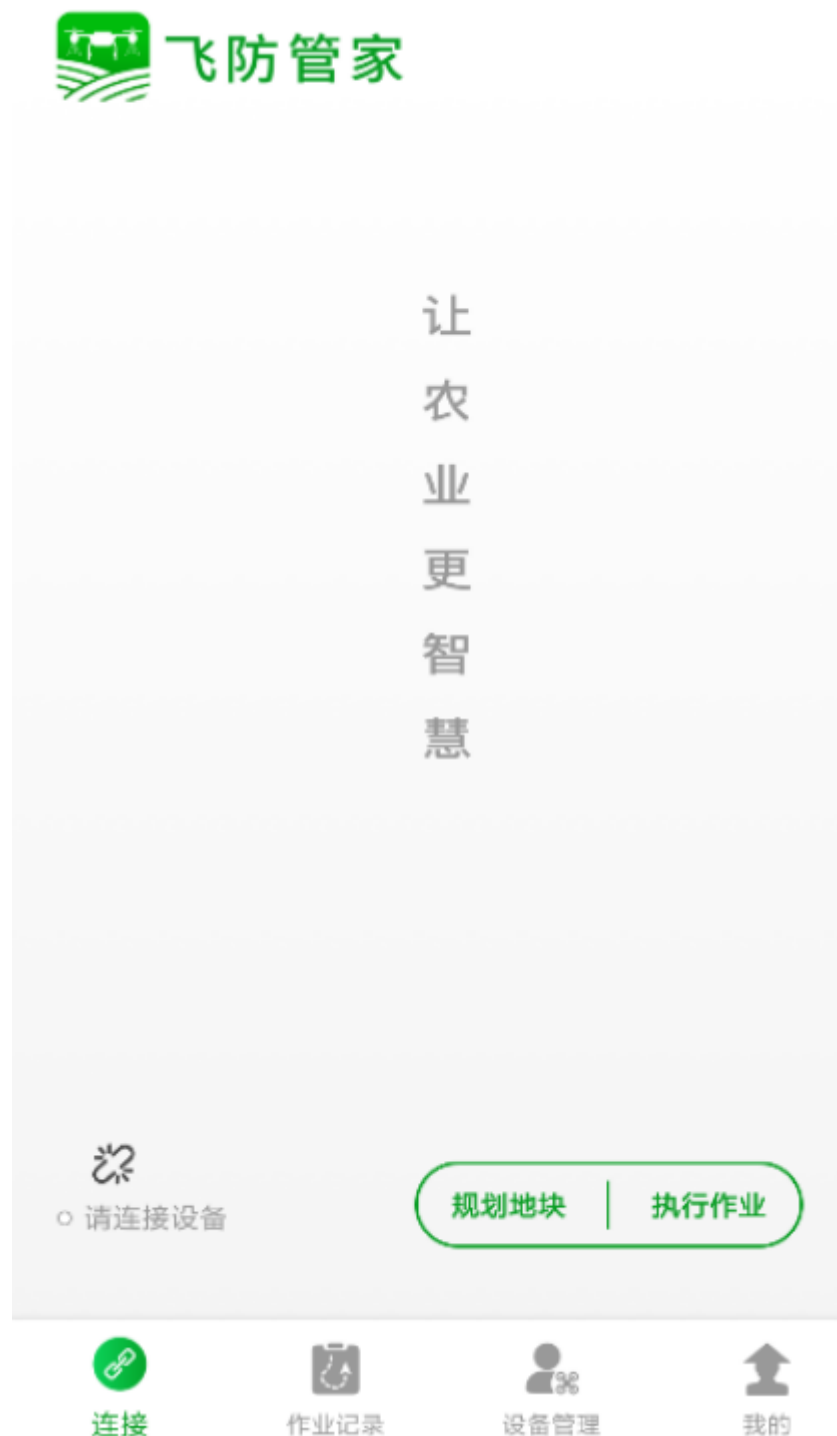 飞防管家
让
农
业
更
智
慧
请连接设备
规划地块 执行作业
连接 作业记录 设备管理 我的